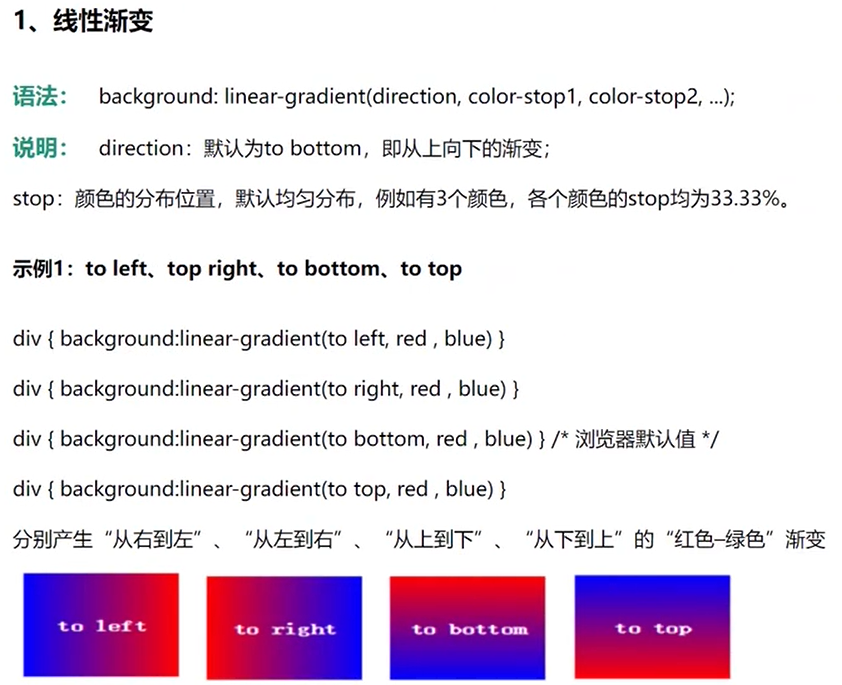 1、线性渐变
语法： background: linear-gradient(direction, color-stop1, color-stop2, ...);
说明： direction：默认为to bottom，即从上向下的渐变；
stop：颜色的分布位置，默认均匀分布，例如有3个颜色，各个颜色的stop均为33.33%。
示例1：to left、top right、to bottom、to top
div { background:linear-gradient(to left, red , blue) }
div { background:linear-gradient(to right, red , blue) }
div { background:linear-gradient(to bottom, red , blue) } /* 浏览器默认值 */
div { background:linear-gradient(to top, red , blue) }
分别产生“从右到左”、“从左到右”、“从上到下”、“从下到上”的“红色–绿色”渐变
to left to right to bottom to top